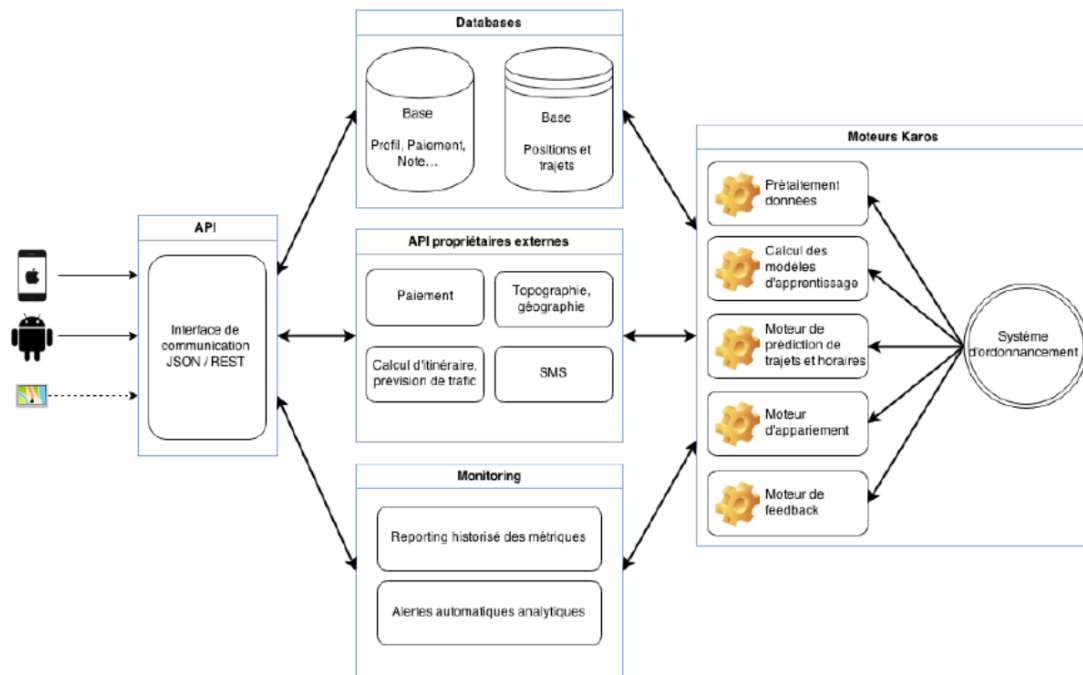 Databases
Base
Profil, Paiement,
Note...
Base
Positions et
trajets
API
Interface de
communication
JSON / REST
API propriétaires externes
Paiement
Topographie,
géographie
Calcul d'itinéraire,
prévision de trafic
SMS
Monitoring
Reporting historisé des métriques
Alertes automatiques analytiques
Moteurs Karos
Prétaitement
données
Calcul des
modèles
d'apprentissage
Moteur de
prédiction de
trajets et horaires
Moteur
d'appariement
Moteur de
feedback
Système
d'ordonnancement